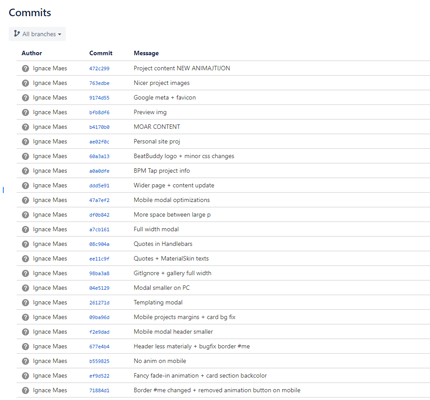 Commits
All branches
Author Commit Message
Ignace Maes 472c299 Project content NEW ANIMAJTIJON
Ignace Maes 763edbe Nicer project images
Ignace Maes 9174d55 Google meta + favicon
Ignace Maes bfb8df6 Preview img
Ignace Maes b4170b8 MOAR CONTENT
Ignace Maes ae02f0c Personal site proj
Ignace Maes 60a3a13 BeatBuddy logo + minor css changes
Ignace Maes a8a0dfe BPM Tap project info
Ignace Maes ddd5e91 Wider page + content update
Ignace Maes 47a7ef2 Mobile modal optimizations
Ignace Maes df0b842 More space between large p
Ignace Maes a7cb161 Full width modal
Ignace Maes 08c904a Quotes in Handlebars
Ignace Maes ee11c9f Quotes + MaterialSkin texts
Ignace Maes 98ba3a8 GitIgnore + gallery full width
Ignace Maes 04e5129 Modal smaller on PC
Ignace Maes 261272d Templating modal
Ignace Maes 09ba96d Mobile projects margins + card bg fix
Ignace Maes f2e9dad Mobile modal header smaller
Ignace Maes 677e4b4 Header less materialy + bugfix border #me
Ignace Maes b559825 No anim on mobile
Ignace Maes ef9d522 Fancy fade-in animation + card section backcolor
Ignace Maes 71884d1 Border #me changed + removed animation button on mobile